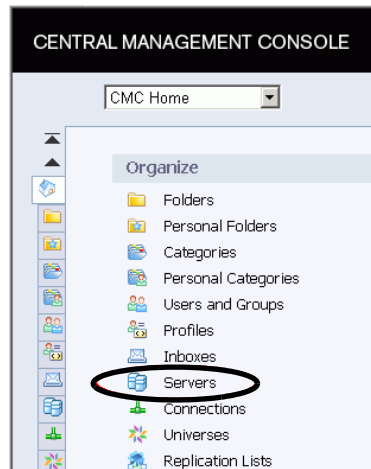 CENTRAL MANAGEMENT CONSOLE
CMC Home
Organize
Folders
Personal Folders
Categories
Personal Categories
Users and Groups
Profiles
Inboxes
Servers
Connections
Universes
Replication Lists